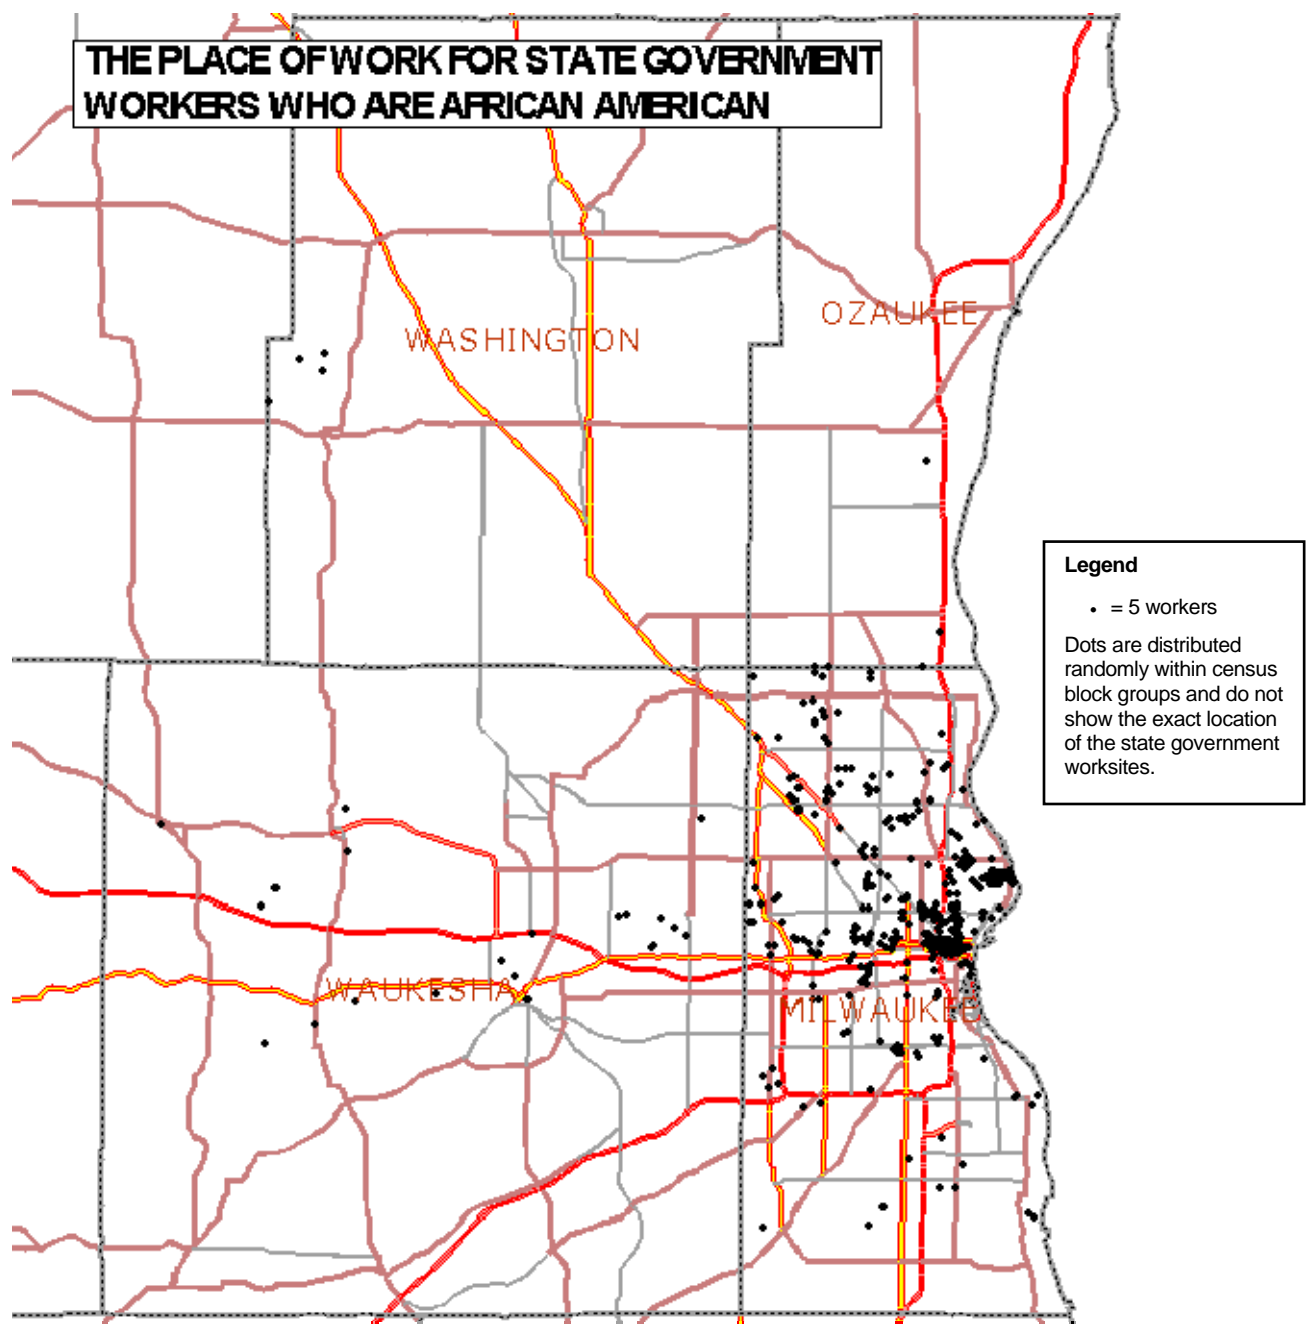 THE PLACE OF WORK FOR STATE GOVERNMENT
WORKERS WHO ARE AFRICAN AMERICAN
OZAUKEE
WASHINGTON
Legend
• = 5 workers
Dots are distributed
randomly within census
block groups and do not
show the exact location
of the state government
worksites.
WAUKESHA
MILWAUKEE